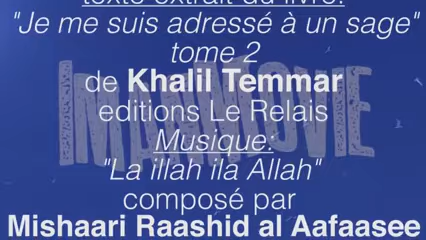 texte extrait du livre:
"Je me suis adressé à un sage"
tome 2
de Khalil Temmar
editions Le Relais
Musique:
"La illah ila Allah"
composé par
Mishaari Raashid al Aafaasee
IMANMOVIE